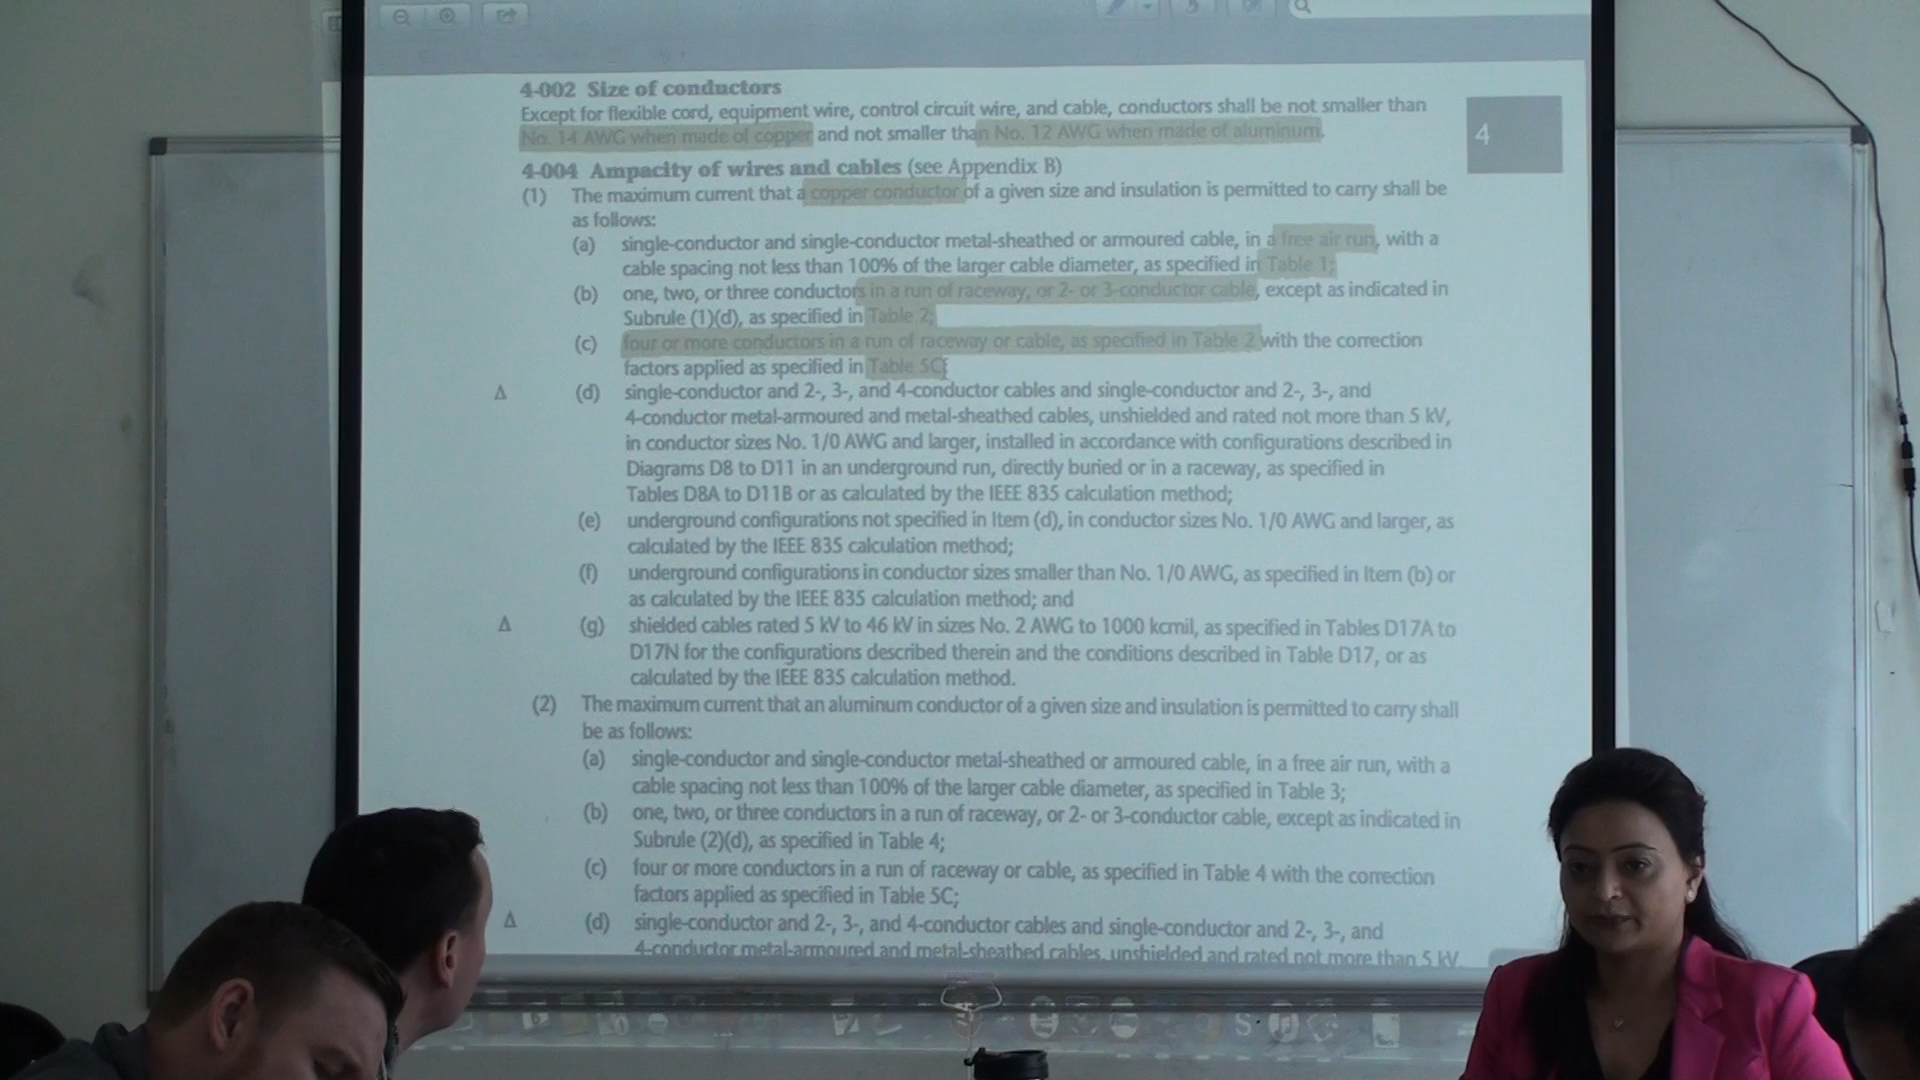 4-002 Size of conductors
Except for flexible cord, equipment wire, control circuit wire, and cable, conductors shall be not smaller than
No. 14 AWG when made of copper and not smaller than No. 12 AWG when made of aluminum.
4
4-004 Ampacity of wires and cables (see Appendix B)
(1) The maximum current that a copper conductor of a given size and insulation is permitted to carry shall be
as follows:
(a) single-conductor and single-conductor metal-sheathed or armoured cable, in a free air run, with a
cable spacing not less than 100% of the larger cable diameter, as specified in Table 1;
(b) one, two, or three conductors in a run of raceway, or 2- or 3-conductor cable, except as indicated in
Subrule (1)(d), as specified in Table 2;
(c) four or more conductors in a run of raceway or cable, as specified in Table 2 with the correction
factors applied as specified in Table 5C;
Δ (d) single-conductor and 2-, 3-, and 4-conductor cables and single-conductor and 2-, 3-, and
4-conductor metal-armoured and metal-sheathed cables, unshielded and rated not more than 5 kV,
in conductor sizes No. 1/0 AWG and larger, installed in accordance with configurations described in
Diagrams D8 to D11 in an underground run, directly buried or in a raceway, as specified in
Tables D8A to D11B or as calculated by the IEEE 835 calculation method;
(e) underground configurations not specified in Item (d), in conductor sizes No. 1/0 AWG and larger, as
calculated by the IEEE 835 calculation method;
(f) underground configurations in conductor sizes smaller than No. 1/0 AWG, as specified in Item (b) or
as calculated by the IEEE 835 calculation method; and
Δ (g) shielded cables rated 5 kV to 46 kV in sizes No. 2 AWG to 1000 kcmil, as specified in Tables D17A to
D17N for the configurations described therein and the conditions described in Table D17, or as
calculated by the IEEE 835 calculation method.
(2) The maximum current that an aluminum conductor of a given size and insulation is permitted to carry shall
be as follows:
(a) single-conductor and single-conductor metal-sheathed or armoured cable, in a free air run, with a
cable spacing not less than 100% of the larger cable diameter, as specified in Table 3;
(b) one, two, or three conductors in a run of raceway, or 2- or 3-conductor cable, except as indicated in
Subrule (2)(d), as specified in Table 4;
(c) four or more conductors in a run of raceway or cable, as specified in Table 4 with the correction
factors applied as specified in Table 5C;
Δ (d) single-conductor and 2-, 3-, and 4-conductor cables and single-conductor and 2-, 3-, and
4-conductor metal-armoured and metal-sheathed cables, unshielded and rated not more than 5 kV,